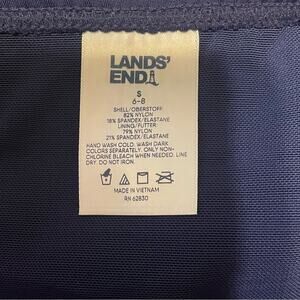 LANDS'
END
S
6-8
SHELL/OBERSTOFF
82% NYLON
18% SPANDEX/ELASTANE
LINING/FUTTER:
79% NYLON
21% SPANDEX/ELASTANE
HAND WASH COLD. WASH DARK
COLORS SEPARATELY. ONLY NON-
CHLORINE BLEACH WHEN NEEDED. LINE
DRY. DO NOT IRON.
MADE IN VIETNAM
RN 62830